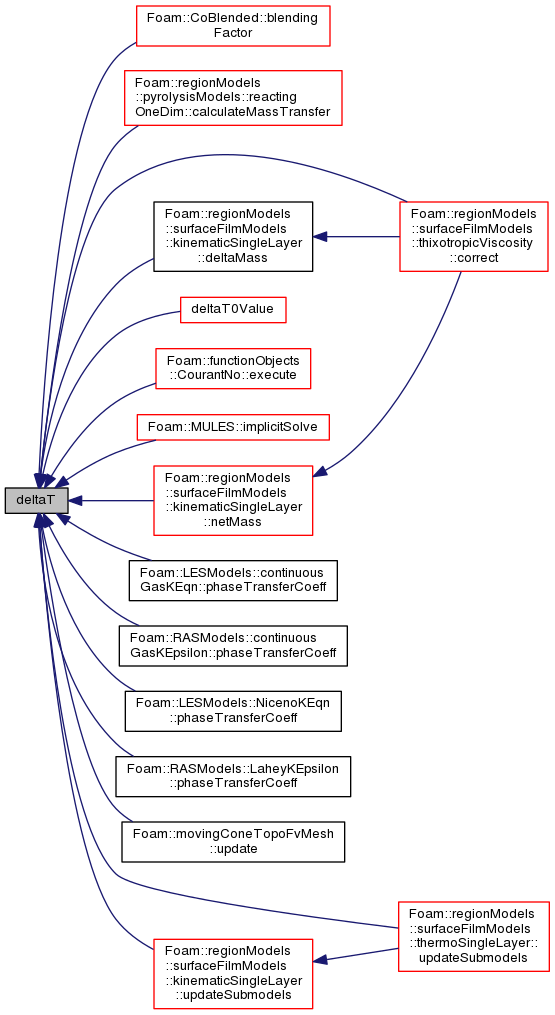 Foam::CoBlended::blending
Factor
Foam::regionModels
::pyrolysisModels::reacting
OneDim::calculateMassTransfer
Foam::regionModels
::surfaceFilmModels
::kinematicSingleLayer
::deltaMass
Foam::regionModels
::surfaceFilmModels
::thixotropicViscosity
::correct
deltaT0Value
Foam::functionObjects
::CourantNo::execute
Foam::MULES::implicitSolve
deltaT
Foam::regionModels
::surfaceFilmModels
::kinematicSingleLayer
::netMass
Foam::LESModels::continuous
GasKEqn::phaseTransferCoeff
Foam::RASModels::continuous
GasKEpsilon::phaseTransferCoeff
Foam::LESModels::NicenoKEqn
::phaseTransferCoeff
Foam::RASModels::LaheyKEpsilon
::phaseTransferCoeff
Foam::movingConeTopoFvMesh
::update
Foam::regionModels
::surfaceFilmModels
::thermoSingleLayer::
updateSubmodels
Foam::regionModels
::surfaceFilmModels
::kinematicSingleLayer
::updateSubmodels